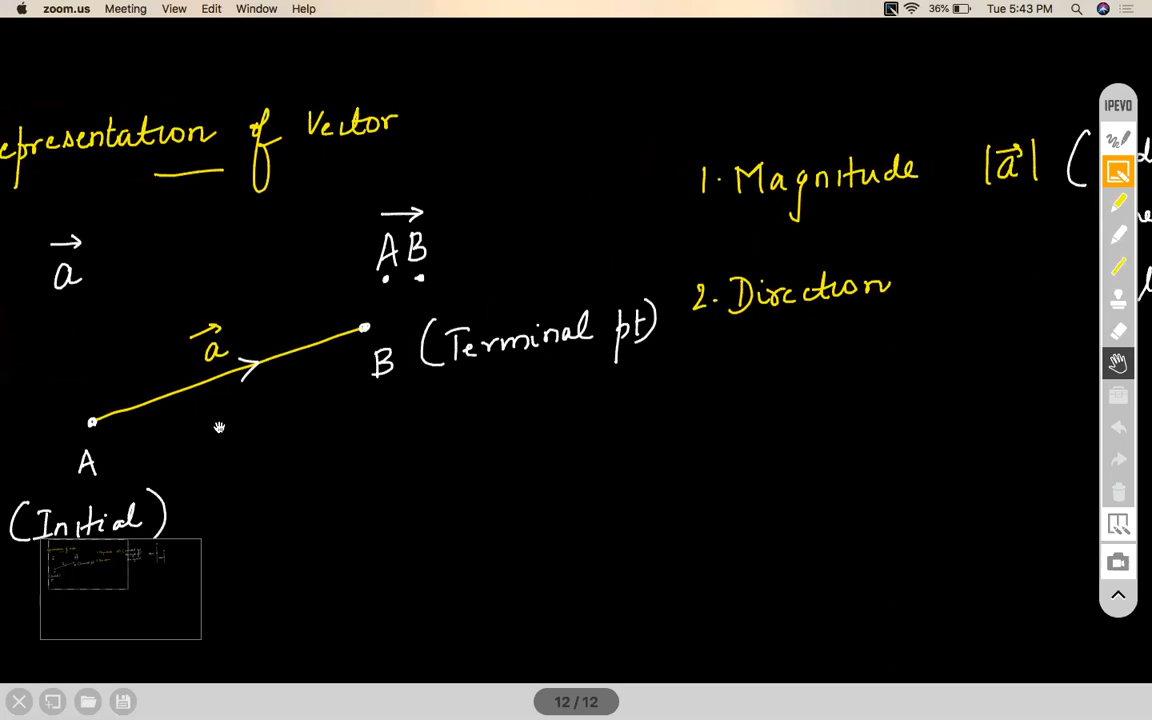 zoom.us Meeting View Edit Window Help 36% Tue 5:43 PM
IPEVO
epresentation of Vector
1. Magnitude |a⃗| (
a⃗
A⃗B⃗
2. Direction
a⃗
B (Terminal pt)
A
(Initial)
12 / 12